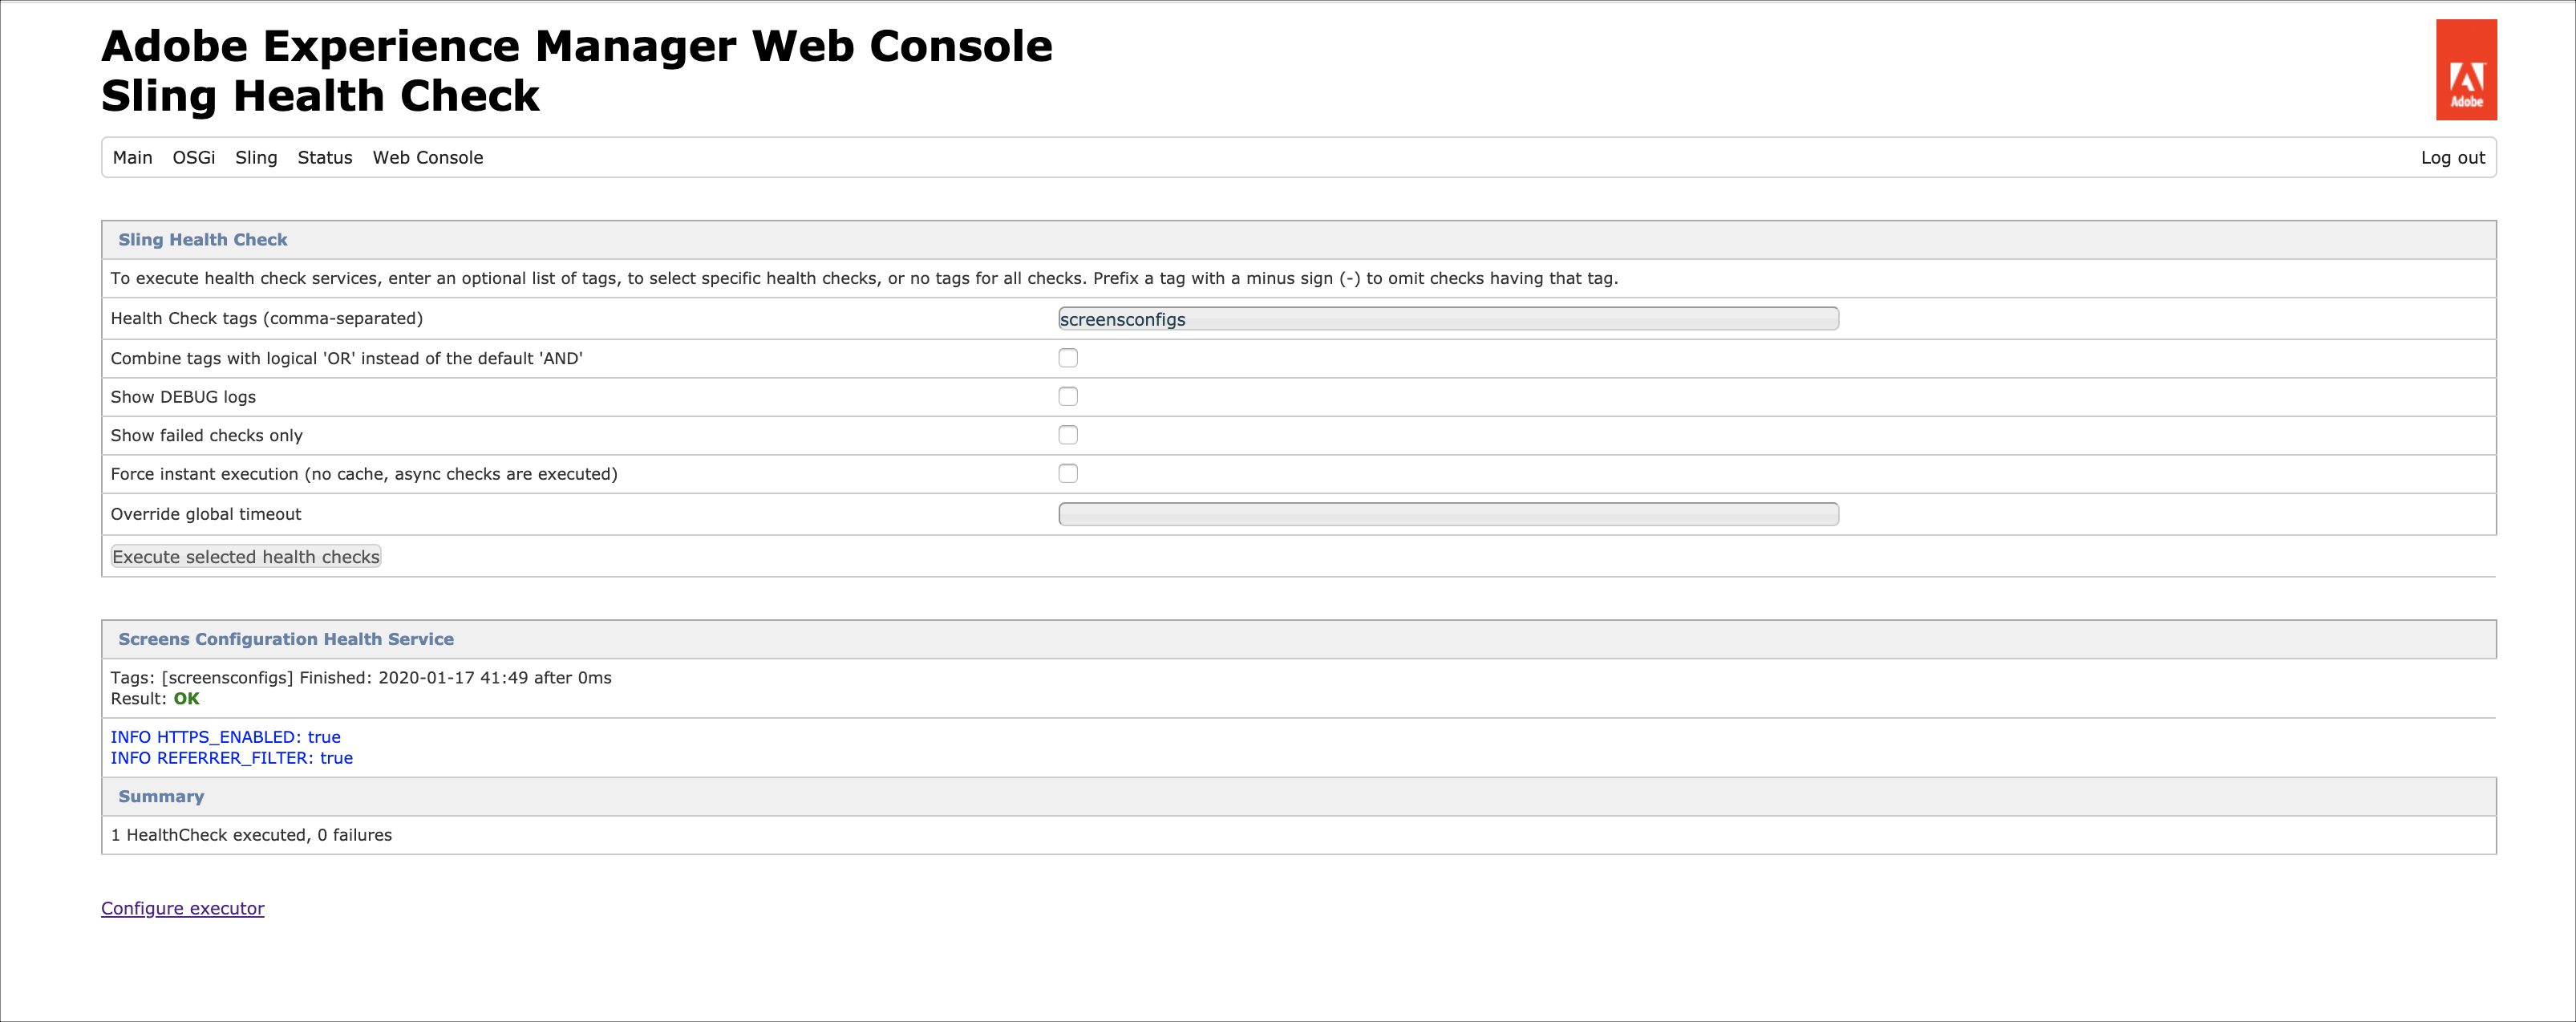 Adobe Experience Manager Web Console
Sling Health Check
Adobe
Main OSGi Sling Status Web Console Log out
Sling Health Check
To execute health check services, enter an optional list of tags, to select specific health checks, or no tags for all checks. Prefix a tag with a minus sign (-) to omit checks having that tag.
Health Check tags (comma-separated) screensconfigs
Combine tags with logical 'OR' instead of the default 'AND'
Show DEBUG logs
Show failed checks only
Force instant execution (no cache, async checks are executed)
Override global timeout
Execute selected health checks
Screens Configuration Health Service
Tags: [screensconfigs] Finished: 2020-01-17 41:49 after 0ms
Result: OK
INFO HTTPS_ENABLED: true
INFO REFERRER_FILTER: true
Summary
1 HealthCheck executed, 0 failures
Configure executor